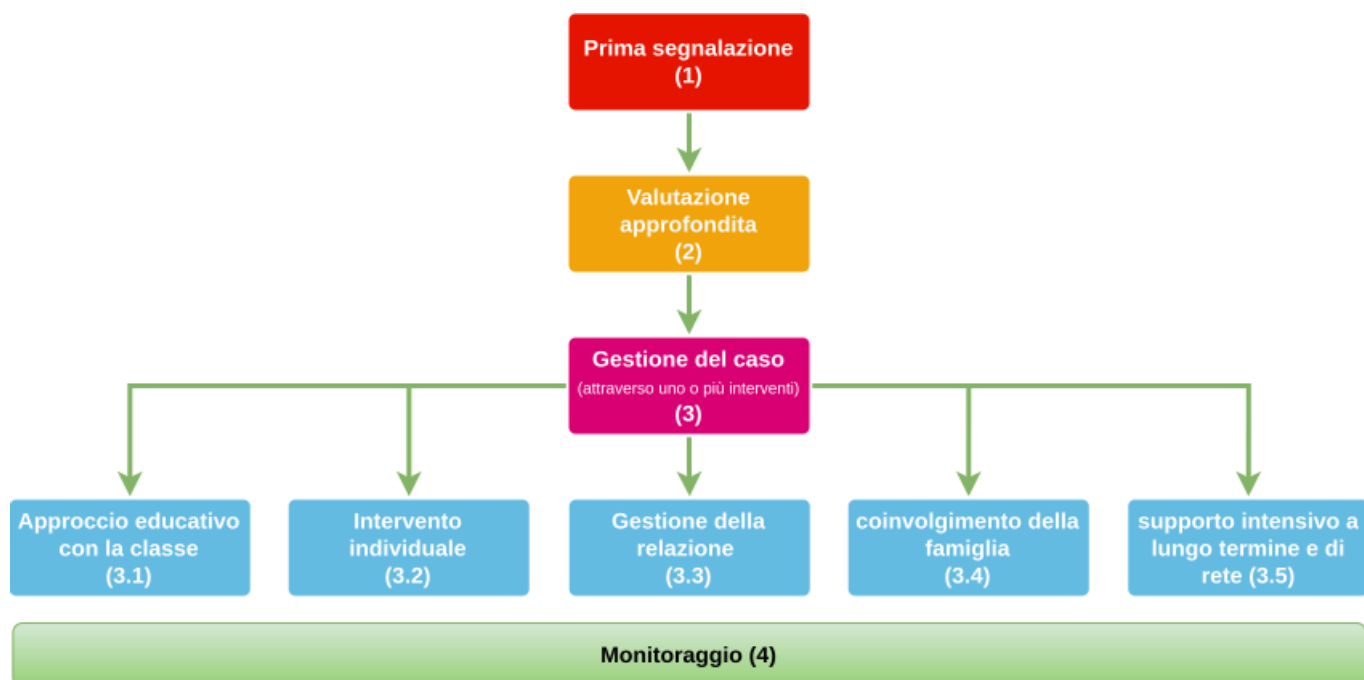 Prima segnalazione
(1)
Valutazione
approfondita
(2)
Gestione del caso
(attraverso uno o più interventi)
(3)
Approccio educativo
con la classe
(3.1)
Intervento
individuale
(3.2)
Gestione della
relazione
(3.3)
coinvolgimento della
famiglia
(3.4)
supporto intensivo a
lungo termine e di
rete (3.5)
Monitoraggio (4)